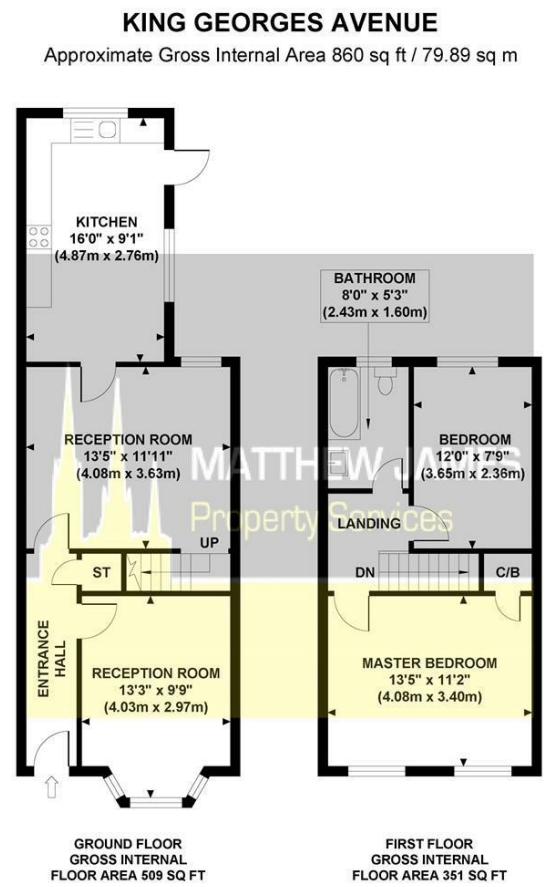 KING GEORGES AVENUE
Approximate Gross Internal Area 860 sq ft / 79.89 sq m
KITCHEN
16'0" x 9'1"
(4.87m x 2.76m)
BATHROOM
8'0" x 5'3"
(2.43m x 1.60m)
RECEPTION ROOM
13'5" x 11'11"
(4.08m x 3.63m)
BEDROOM
12'0" x 7'9"
(3.65m x 2.36m)
MATTHEW JAMES
Property Services
LANDING
UP
ST
DN
C/B
ENTRANCE
HALL
RECEPTION ROOM
13'3" x 9'9"
(4.03m x 2.97m)
MASTER BEDROOM
13'5" x 11'2"
(4.08m x 3.40m)
GROUND FLOOR
GROSS INTERNAL
FLOOR AREA 509 SQ FT
FIRST FLOOR
GROSS INTERNAL
FLOOR AREA 351 SQ FT